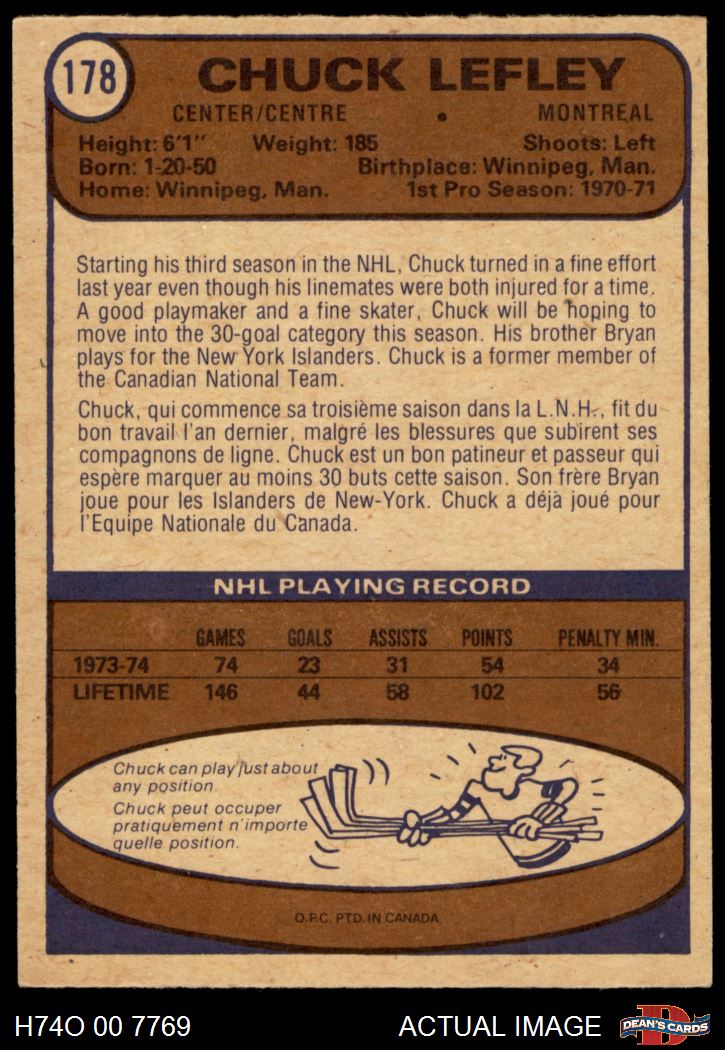 178
CHUCK LEFLEY
CENTER/CENTRE • MONTREAL
Height: 6'1" Weight: 185 Shoots: Left
Born: 1-20-50 Birthplace: Winnipeg, Man.
Home: Winnipeg, Man. 1st Pro Season: 1970-71
Starting his third season in the NHL, Chuck turned in a fine effort
last year even though his linemates were both injured for a time.
A good playmaker and a fine skater, Chuck will be hoping to
move into the 30-goal category this season. His brother Bryan
plays for the New York Islanders. Chuck is a former member of
the Canadian National Team.
Chuck, qui commence sa troisième saison dans la L.N.H., fit du
bon travail l'an dernier, malgré les blessures que subirent ses
compagnons de ligne. Chuck est un bon patineur et passeur qui
espère marquer au moins 30 buts cette saison. Son frère Bryan
joue pour les Islanders de New-York. Chuck a déjà joué pour
l'Equipe Nationale du Canada.
NHL PLAYING RECORD
GAMES GOALS ASSISTS POINTS PENALTY MIN.
1973-74 74 23 31 54 34
LIFETIME 146 44 58 102 56
Chuck can play just about
any position.
Chuck peut occuper
pratiquement n'importe
quelle position.
O.P.C. PTD. IN CANADA
H74O 00 7769 ACTUAL IMAGE
D
DEAN'S CARDS